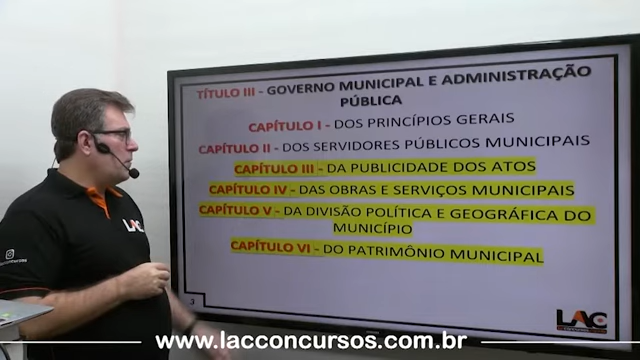 TÍTULO III - GOVERNO MUNICIPAL E ADMINISTRAÇÃO
PÚBLICA
CAPÍTULO I - DOS PRINCÍPIOS GERAIS
CAPÍTULO II - DOS SERVIDORES PÚBLICOS MUNICIPAIS
CAPÍTULO III - DA PUBLICIDADE DOS ATOS
CAPÍTULO IV - DAS OBRAS E SERVIÇOS MUNICIPAIS
CAPÍTULO V - DA DIVISÃO POLÍTICA E GEOGRÁFICA DO
MUNICÍPIO
CAPÍTULO VI - DO PATRIMÔNIO MUNICIPAL
3
LAC
LAC
www.lacconcursos.com.br